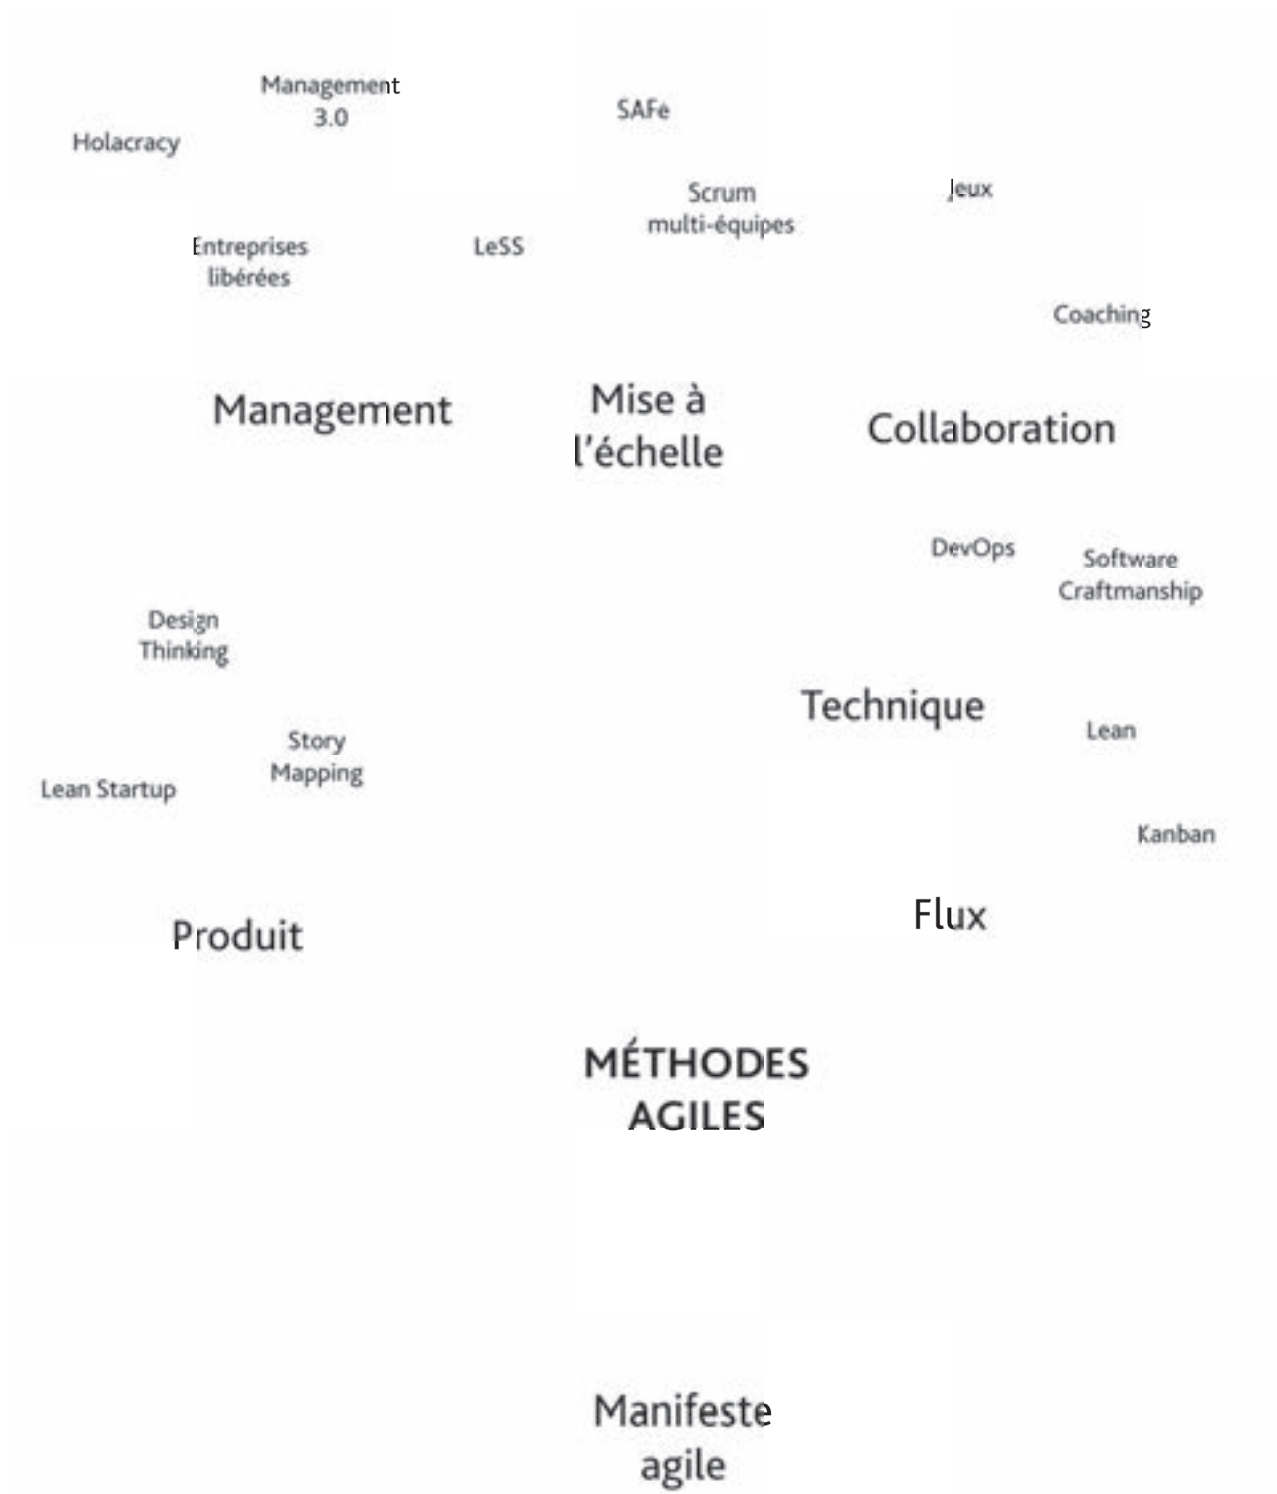 Management
3.0
SAFe
Holacracy
Scrum
multi-équipes
Jeux
Entreprises
libérées
LeSS
Coaching
Management
Mise à
l'échelle
Collaboration
DevOps
Software
Craftmanship
Design
Thinking
Technique
Lean
Story
Mapping
Lean Startup
Kanban
Flux
Produit
MÉTHODES
AGILES
Manifeste
agile